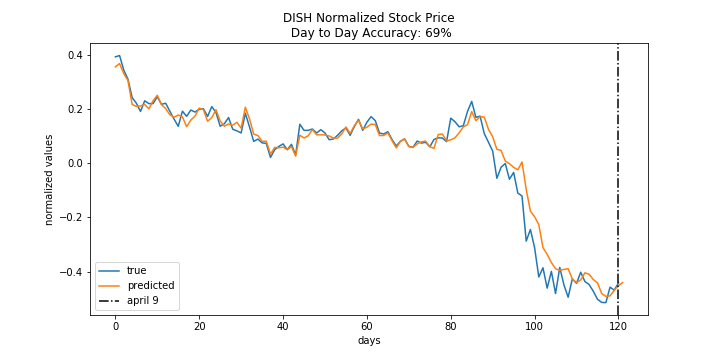 DISH Normalized Stock Price
Day to Day Accuracy: 69%
normalized values
0.4
0.2
0.0
−0.2
−0.4
true
predicted
april 9
0
20
40
60
80
100
120
days